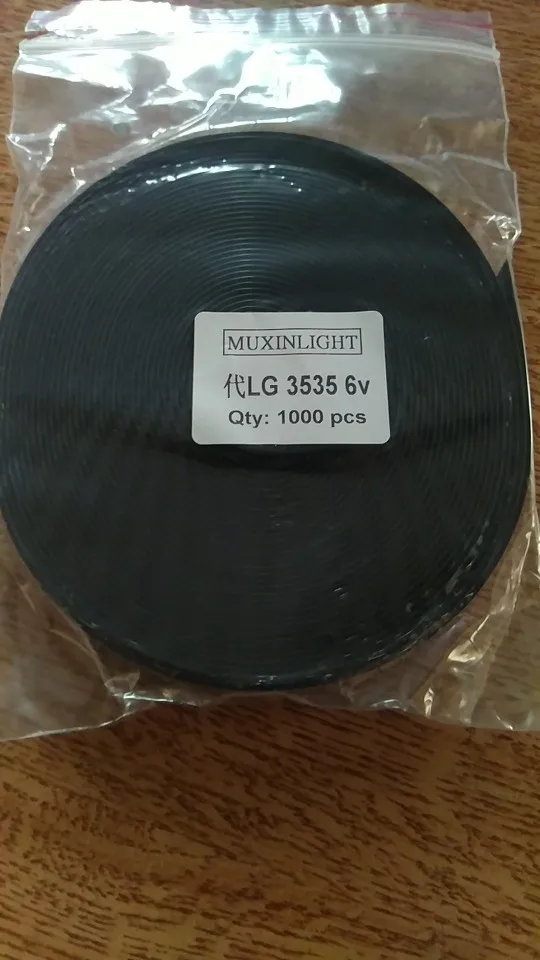 MUXINLIGHT
代LG 3535 6v
Qty: 1000 pcs